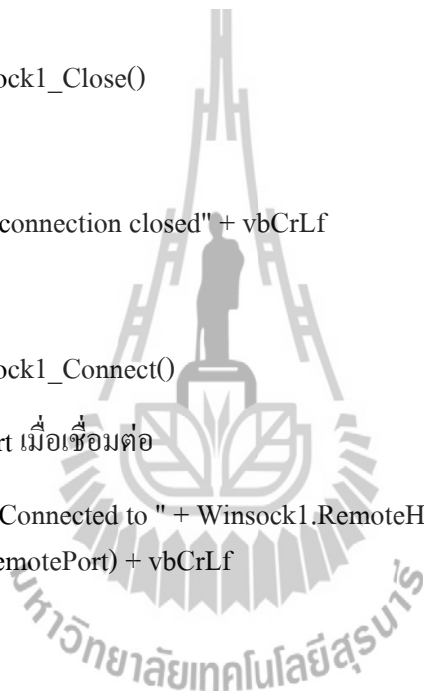 ock1_Close()
connection closed" + vbCrLf
ock1_Connect()
rt เมื่อเชื่อมต่อ
Connected to " + Winsock1.RemoteH
emotePort) + vbCrLf
มหาวิทยาลัยเทคโนโลยีสุรนารี